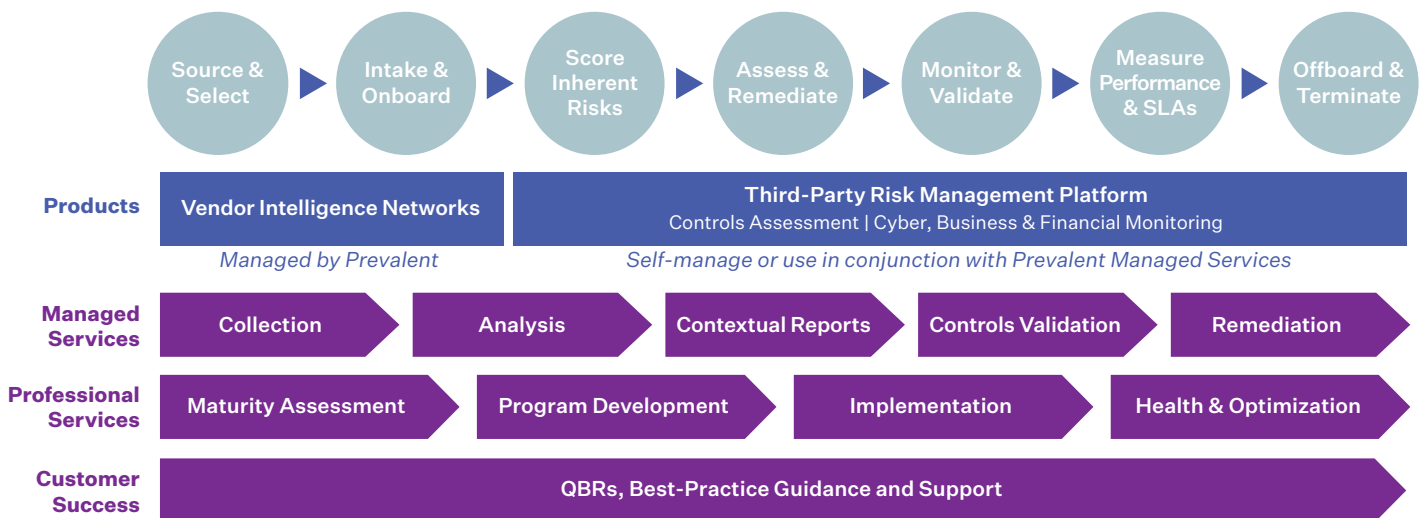 Source &
Select
Intake &
Onboard
Score
Inherent
Risks
Assess &
Remediate
Monitor &
Validate
Measure
Performance
& SLAs
Offboard &
Terminate
Products
Vendor Intelligence Networks
Third-Party Risk Management Platform
Controls Assessment | Cyber, Business & Financial Monitoring
Managed by Prevalent
Self-manage or use in conjunction with Prevalent Managed Services
Managed
Services
Collection
Analysis
Contextual Reports
Controls Validation
Remediation
Professional
Services
Maturity Assessment
Program Development
Implementation
Health & Optimization
Customer
Success
QBRs, Best-Practice Guidance and Support